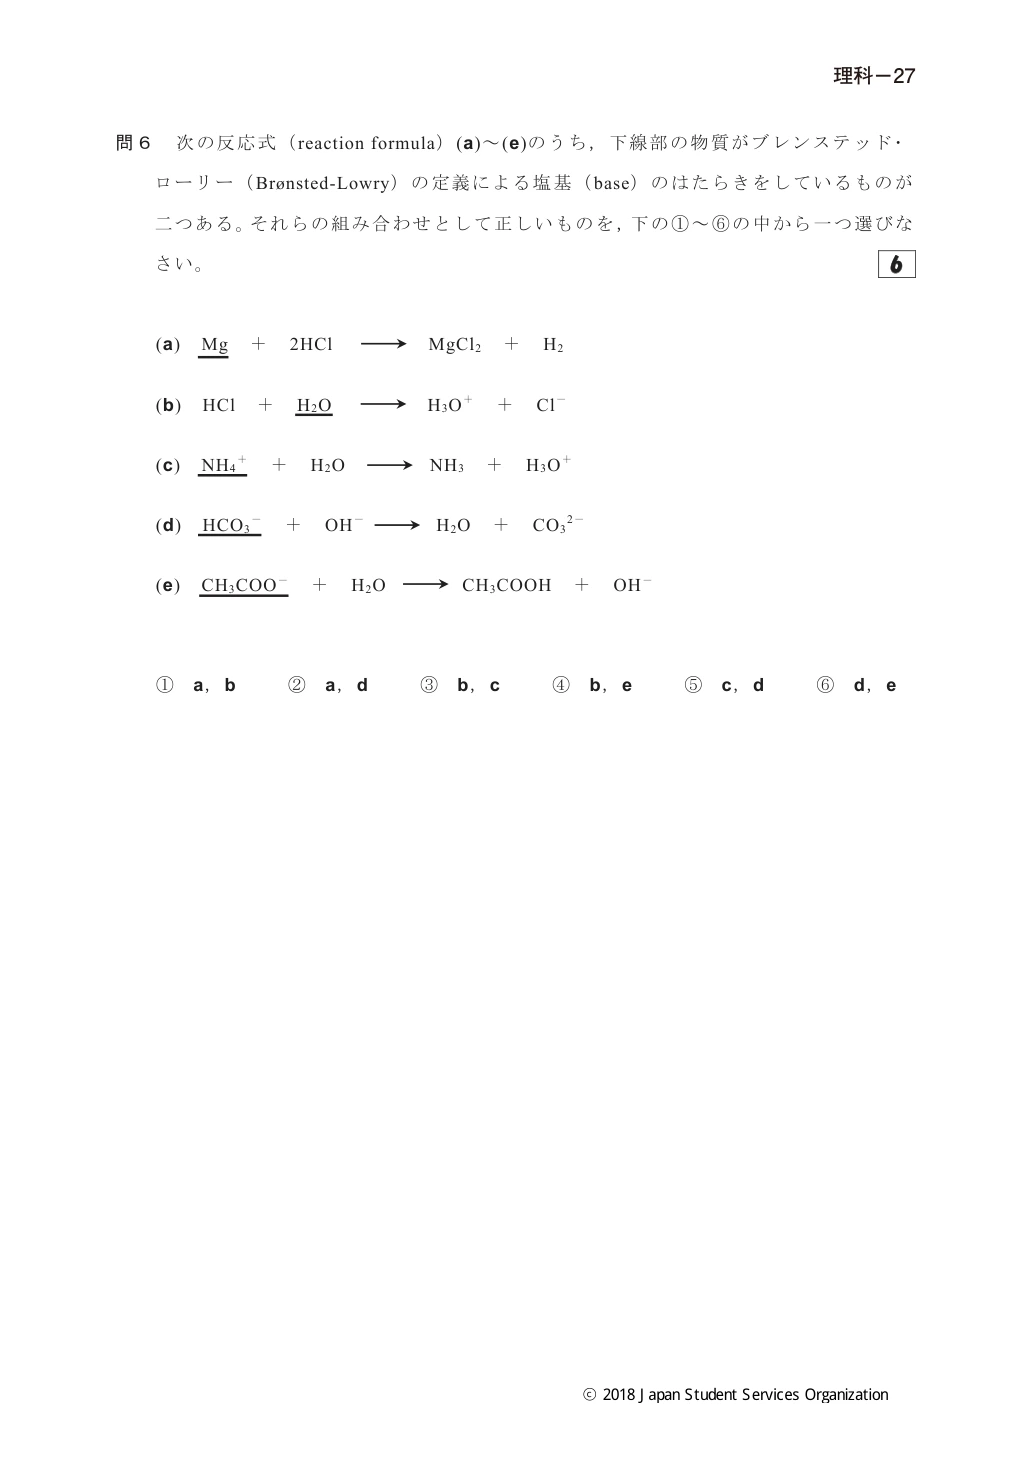 理科－27
問6　次の反応式（reaction formula）(a)～(e)のうち，下線部の物質がブレンステッド・
ローリー（Brønsted-Lowry）の定義による塩基（base）のはたらきをしているものが
二つある。それらの組み合わせとして正しいものを，下の①～⑥の中から一つ選びな
さい。 6
(a) Mg ＋ 2HCl ⟶ MgCl₂ ＋ H₂
(b) HCl ＋ H₂O ⟶ H₃O⁺ ＋ Cl⁻
(c) NH₄⁺ ＋ H₂O ⟶ NH₃ ＋ H₃O⁺
(d) HCO₃⁻ ＋ OH⁻ ⟶ H₂O ＋ CO₃²⁻
(e) CH₃COO⁻ ＋ H₂O ⟶ CH₃COOH ＋ OH⁻
① a，b ② a，d ③ b，c ④ b，e ⑤ c，d ⑥ d，e
© 2018 Japan Student Services Organization